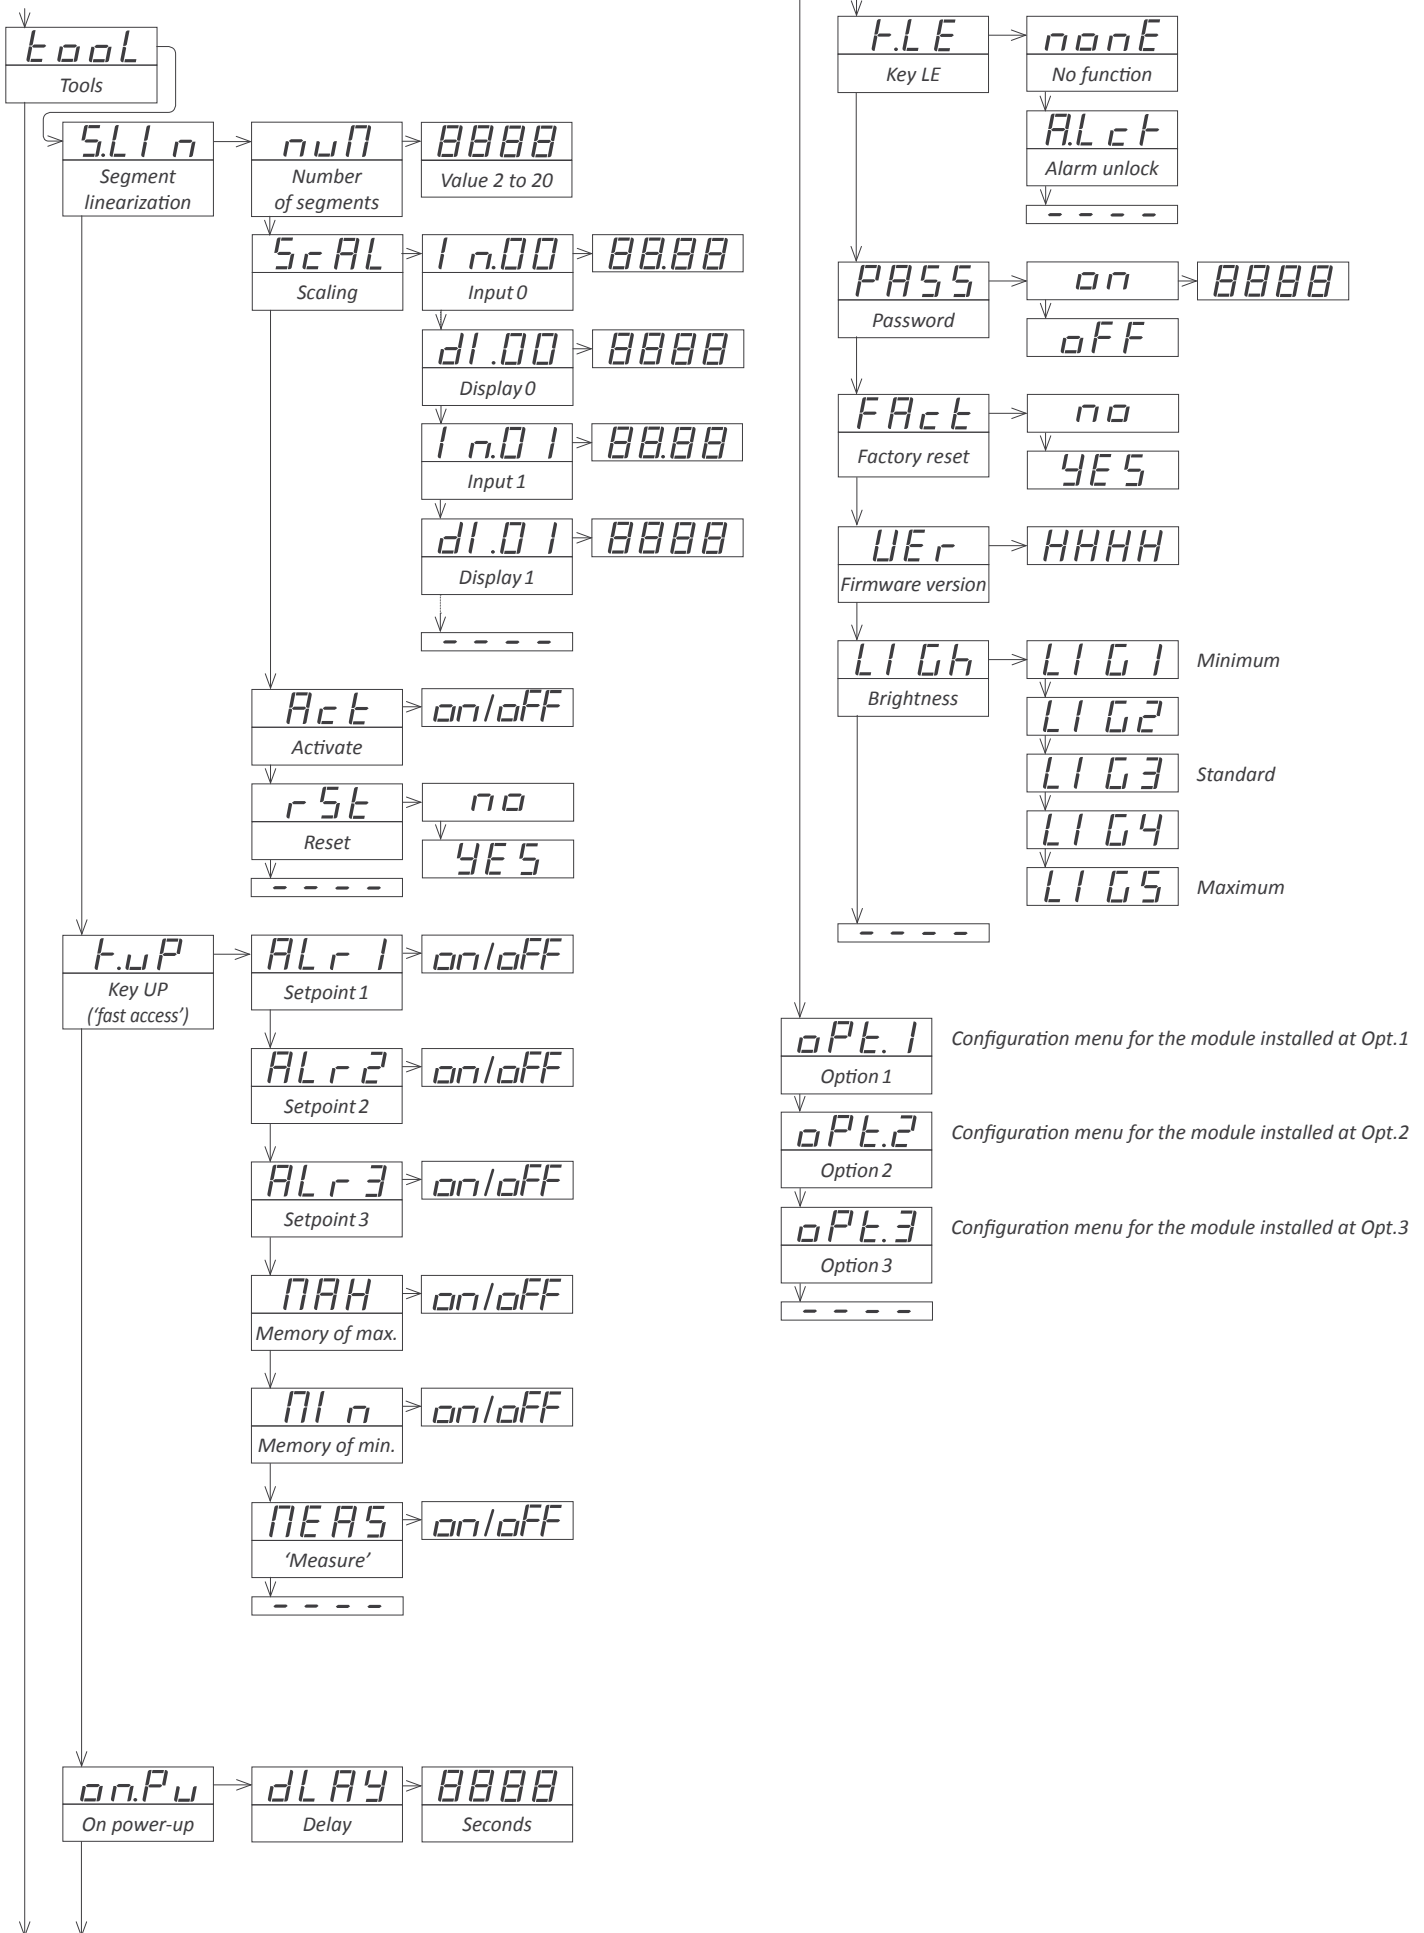 tooL
Tools
S.LIn
Segment
linearization
nuM
Number
of segments
8888
Value 2 to 20
ScAL
Scaling
In.00
Input 0
88.88
dI.00
Display 0
8888
In.01
Input 1
88.88
dI.01
Display 1
8888
- - - -
Act
Activate
on/oFF
rSt
Reset
no
YES
- - - -
k.uP
Key UP
(‘fast access’)
ALr1
Setpoint 1
on/oFF
ALr2
Setpoint 2
on/oFF
ALr3
Setpoint 3
on/oFF
MAH
Memory of max.
on/oFF
MIn
Memory of min.
on/oFF
MEAS
‘Measure’
on/oFF
- - - -
on.Pu
On power-up
dLAY
Delay
8888
Seconds
k.LE
Key LE
nonE
No function
A.Lck
Alarm unlock
- - - -
PASS
Password
on
8888
oFF
FAct
Factory reset
no
YES
VEr
Firmware version
HHHH
LIGh
Brightness
LIG1
Minimum
LIG2
LIG3
Standard
LIG4
LIG5
Maximum
- - - -
oPt.1
Option 1
Configuration menu for the module installed at Opt.1
oPt.2
Option 2
Configuration menu for the module installed at Opt.2
oPt.3
Option 3
Configuration menu for the module installed at Opt.3
- - - -